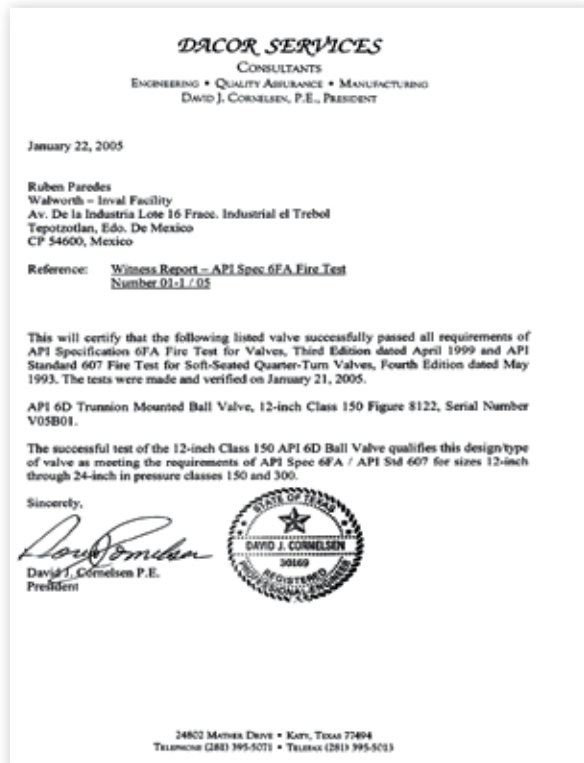 DACOR SERVICES
CONSULTANTS
ENGINEERING • QUALITY ASSURANCE • MANUFACTURING
DAVID J. CORNELSEN, P.E., PRESIDENT
January 22, 2005
Ruben Paredes
Walworth – Inval Facility
Av. De la Industria Lote 16 Fracc. Industrial el Trebol
Tepotzotlan, Edo. De Mexico
CP 54600, Mexico
Reference: Witness Report – API Spec 6FA Fire Test
Number 01-1 / 05
This will certify that the following listed valve successfully passed all requirements of
API Specification 6FA Fire Test for Valves, Third Edition dated April 1999 and API
Standard 607 Fire Test for Soft-Seated Quarter-Turn Valves, Fourth Edition dated May
1993. The tests were made and verified on January 21, 2005.
API 6D Trunnion Mounted Ball Valve, 12-inch Class 150 Figure 8122, Serial Number
V05B01.
The successful test of the 12-inch Class 150 API 6D Ball Valve qualifies this design/type
of valve as meeting the requirements of API Spec 6FA / API Std 607 for sizes 12-inch
through 24-inch in pressure classes 150 and 300.
Sincerely,
David J. Cornelsen P.E.
President
STATE OF TEXAS
DAVID J. CORNELSEN
30169
REGISTERED
PROFESSIONAL ENGINEER
24802 MATHER DRIVE • KATY, TEXAS 77494
TELEPHONE (281) 395-5071 • TELEFAX (281) 395-5013